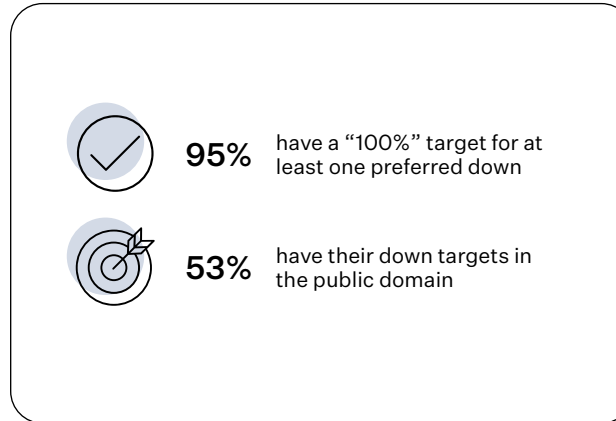 95%
have a “100%” target for at
least one preferred down
53%
have their down targets in
the public domain